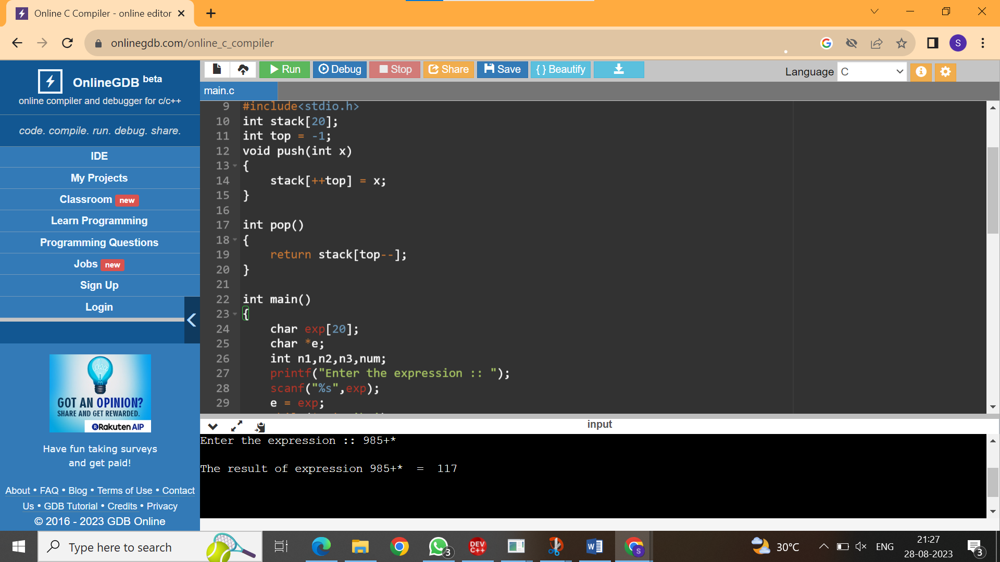 Online C Compiler - online editor
onlinegdb.com/online_c_compiler
S
OnlineGDB beta
online compiler and debugger for c/c++
code. compile. run. debug. share.
IDE
My Projects
Classroom new
Learn Programming
Programming Questions
Jobs new
Sign Up
Login
idea
GOT AN OPINION?
SHARE AND GET REWARDED.
Rakuten AIP
Have fun taking surveys
and get paid!
About • FAQ • Blog • Terms of Use • Contact
Us • GDB Tutorial • Credits • Privacy
© 2016 - 2023 GDB Online
Run Debug Stop Share Save {} Beautify
Language C
main.c
9 #include<stdio.h>
10 int stack[20];
11 int top = -1;
12 void push(int x)
13 {
14 stack[++top] = x;
15 }
16
17 int pop()
18 {
19 return stack[top--];
20 }
21
22 int main()
23 {
24 char exp[20];
25 char *e;
26 int n1,n2,n3,num;
27 printf("Enter the expression :: ");
28 scanf("%s",exp);
29 e = exp;
input
Enter the expression :: 985+*
The result of expression 985+* = 117
Type here to search
3
DEV
C++
W
S
30°C
ENG
21:27
28-08-2023
3